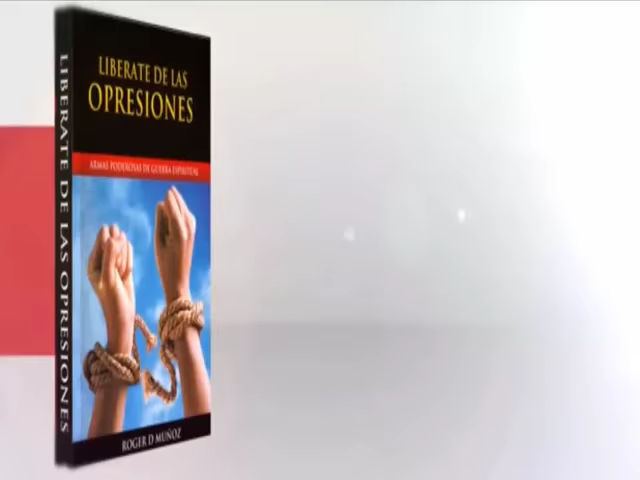 LIBERATE DE LAS
OPRESIONES
ARMAS PODEROSAS DE GUERRA ESPIRITUAL
ROGER D MUÑOZ
LIBERATE DE LAS OPRESIONES